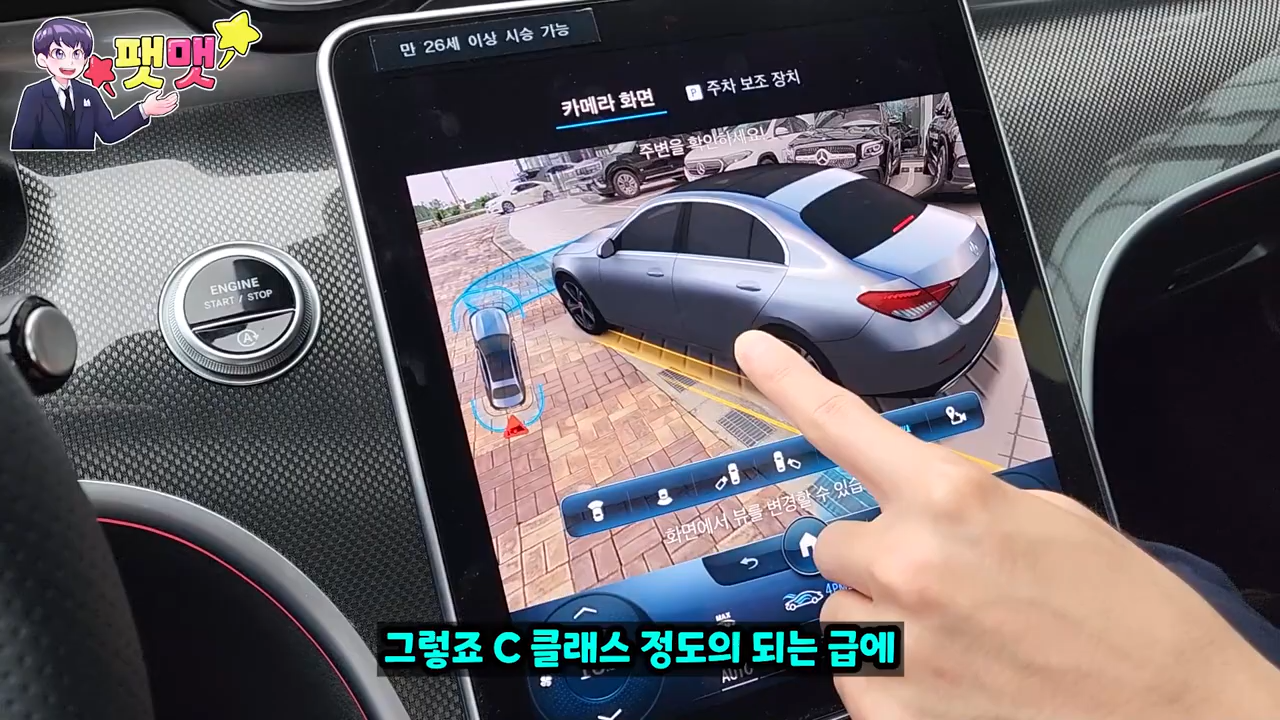 팻맷
만 26세 이상 시승 가능
카메라 화면
P 주차 보조 장치
주변을 확인하세요!
ENGINE
START / STOP
A
화면에서 뷰를 변경할 수 있습
MAX
4PM
AUTO
그렇죠 C 클래스 정도의 되는 급에